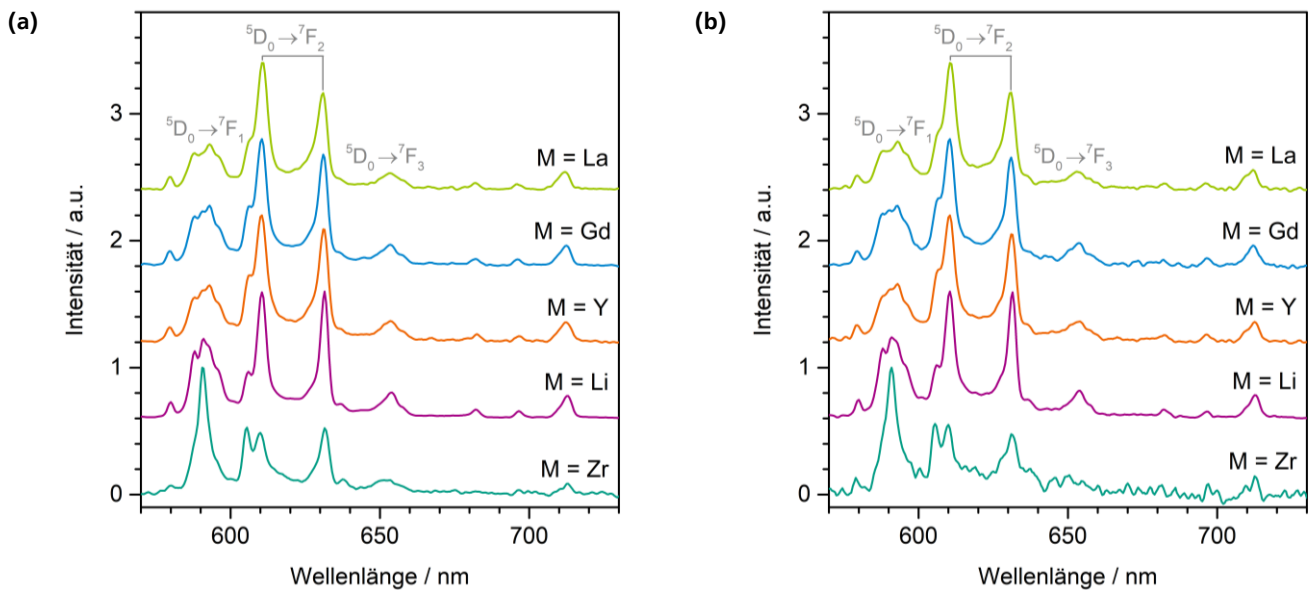 (a)
⁵D₀→⁷F₂
⁵D₀→⁷F₁
⁵D₀→⁷F₃
M = La
M = Gd
M = Y
M = Li
M = Zr
3
2
1
0
Intensität / a.u.
600 650 700
Wellenlänge / nm
(b)
⁵D₀→⁷F₂
⁵D₀→⁷F₁
⁵D₀→⁷F₃
M = La
M = Gd
M = Y
M = Li
M = Zr
3
2
1
0
Intensität / a.u.
600 650 700
Wellenlänge / nm